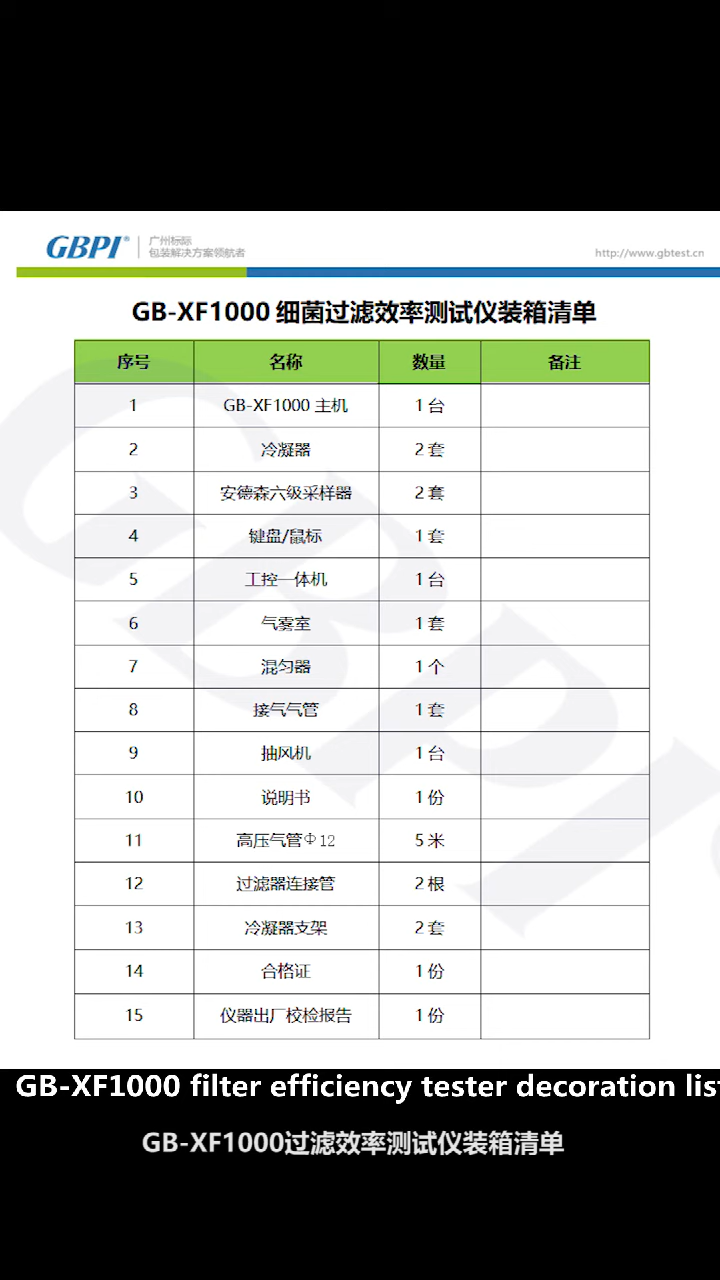 GBPI®
广州标际
包装解决方案领航者
http://www.gbtest.cn
GB-XF1000 细菌过滤效率测试仪装箱清单
序号 名称 数量 备注
1 GB-XF1000 主机 1 台
2 冷凝器 2 套
3 安德森六级采样器 2 套
4 键盘/鼠标 1 套
5 工控一体机 1 台
6 气雾室 1 套
7 混匀器 1 个
8 接气气管 1 套
9 抽风机 1 台
10 说明书 1 份
11 高压气管Φ12 5 米
12 过滤器连接管 2 根
13 冷凝器支架 2 套
14 合格证 1 份
15 仪器出厂校检报告 1 份
GBPI®
GB-XF1000 filter efficiency tester decoration lis
GB-XF1000过滤效率测试仪装箱清单